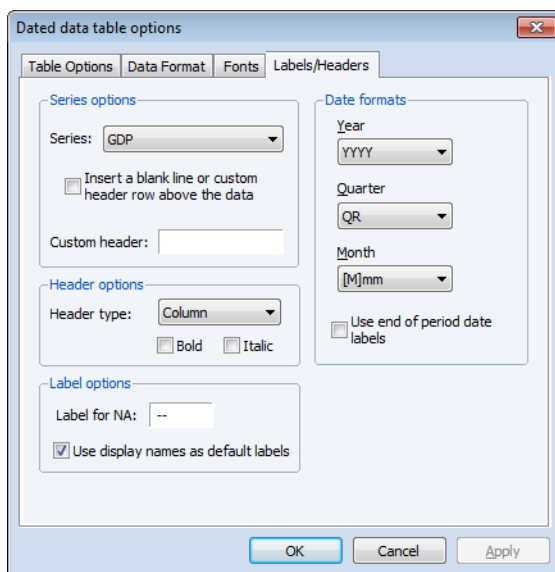 Dated data table options
Table Options Data Format Fonts Labels/Headers
Series options
Series: GDP
Insert a blank line or custom
header row above the data
Custom header:
Header options
Header type: Column
Bold Italic
Label options
Label for NA: --
Use display names as default labels
Date formats
Year
YYYY
Quarter
QR
Month
[M]mm
Use end of period date
labels
OK Cancel Apply